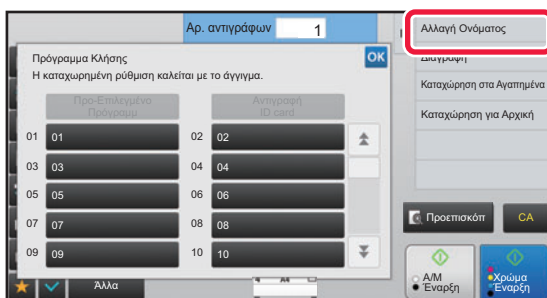 Αρ. αντιγράφων 1
Αλλαγή Ονόματος
Πρόγραμμα Κλήσης
OK
Η καταχωρημένη ρύθμιση καλείται με το άγγιγμα.
Διαγραφή
Καταχώρηση στα Αγαπημένα
Καταχώρηση για Αρχική
Προ-Επιλεγμένο
Πρόγραμμ
Αντιγραφή
ID card
01 01
02 02
03 03
04 04
05 05
06 06
07 07
08 08
09 09
10 10
Προεπισκόπ
CA
Α/Μ
Έναρξη
Χρώμα
Έναρξη
Άλλα
A4